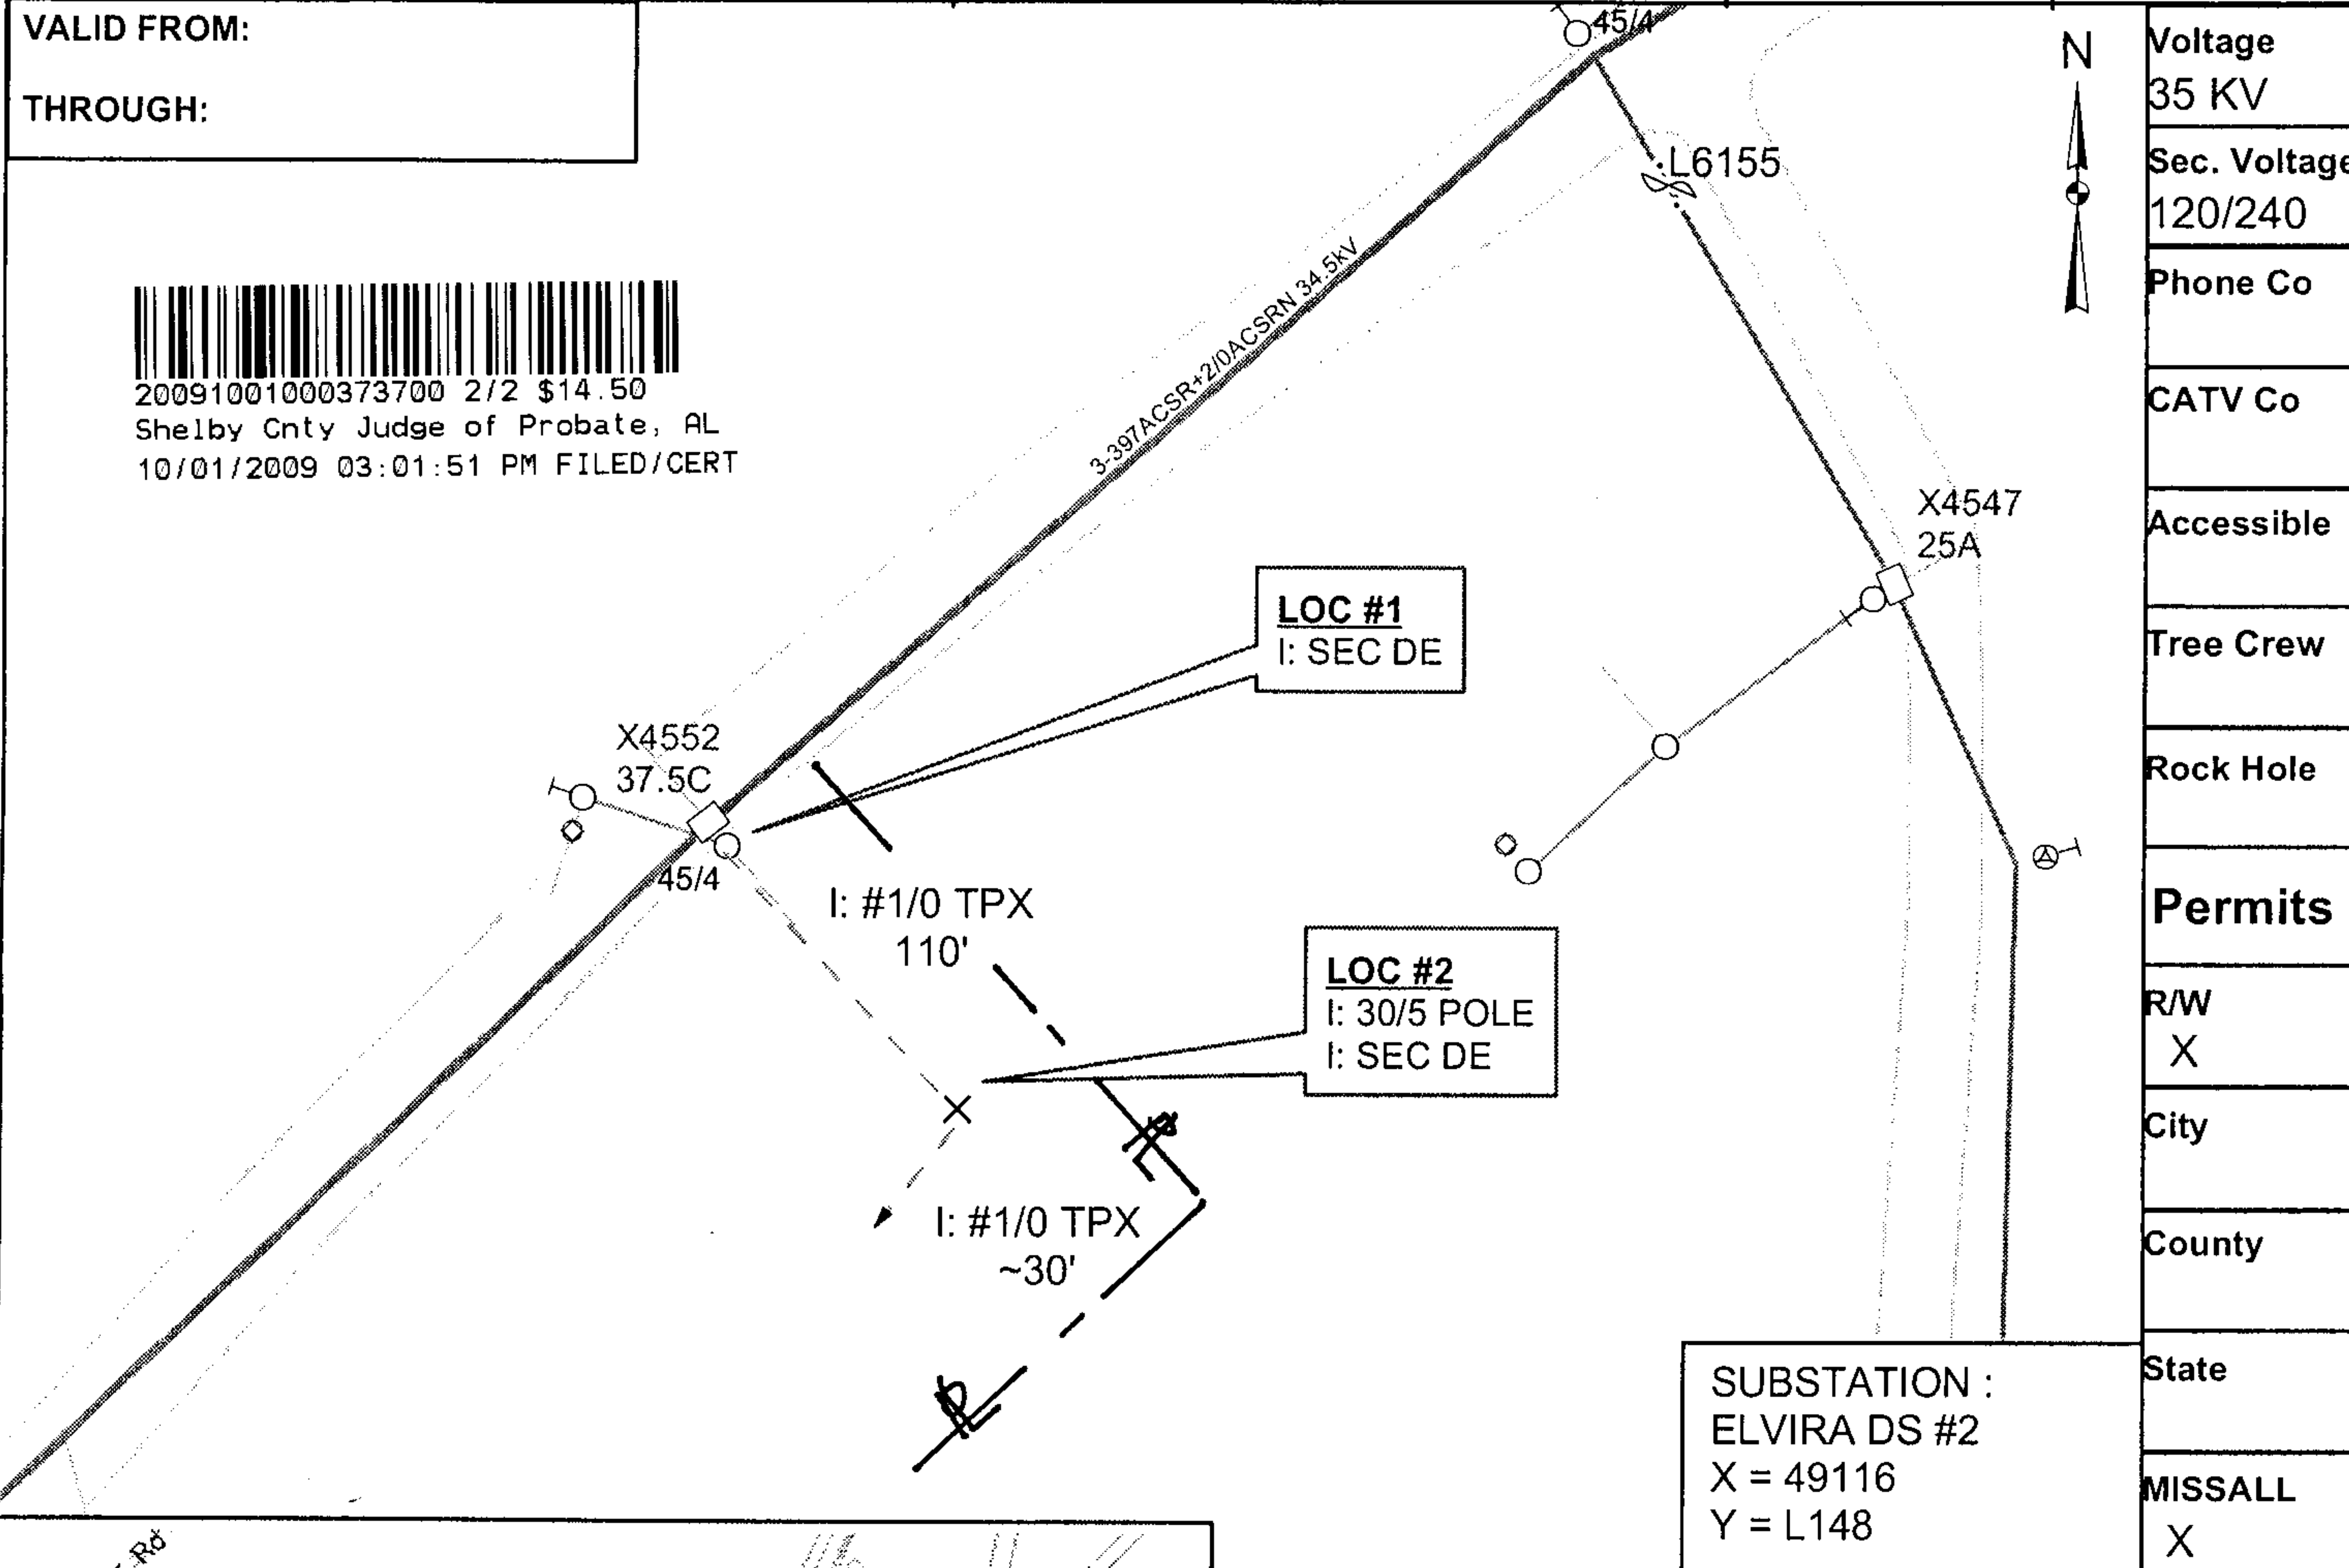 VALID FROM:
THROUGH:
200910010000373700 2/2 $14.50
Shelby Cnty Judge of Probate, AL
10/01/2009 03:01:51 PM FILED/CERT
45/4
L6155
N
3-397ACSR+2/0ACSRN 34.5kV
X4547
25A
LOC #1
I: SEC DE
X4552
37.5C
45/4
I: #1/0 TPX
110'
LOC #2
I: 30/5 POLE
I: SEC DE
I: #1/0 TPX
~30'
SUBSTATION :
ELVIRA DS #2
X = 49116
Y = L148
Rd
Voltage
35 KV
Sec. Voltage
120/240
Phone Co
CATV Co
Accessible
Tree Crew
Rock Hole
Permits
R/W
X
City
County
State
MISSALL
X